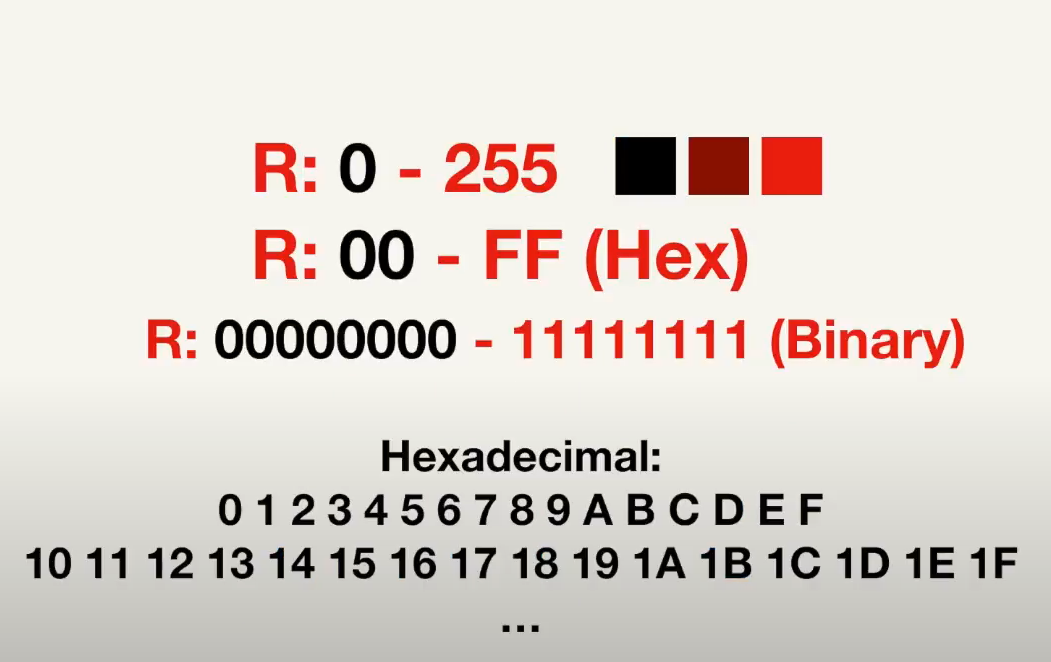 R: 0 - 255
R: 00 - FF (Hex)
R: 00000000 - 11111111 (Binary)
Hexadecimal:
0 1 2 3 4 5 6 7 8 9 A B C D E F
10 11 12 13 14 15 16 17 18 19 1A 1B 1C 1D 1E 1F
...